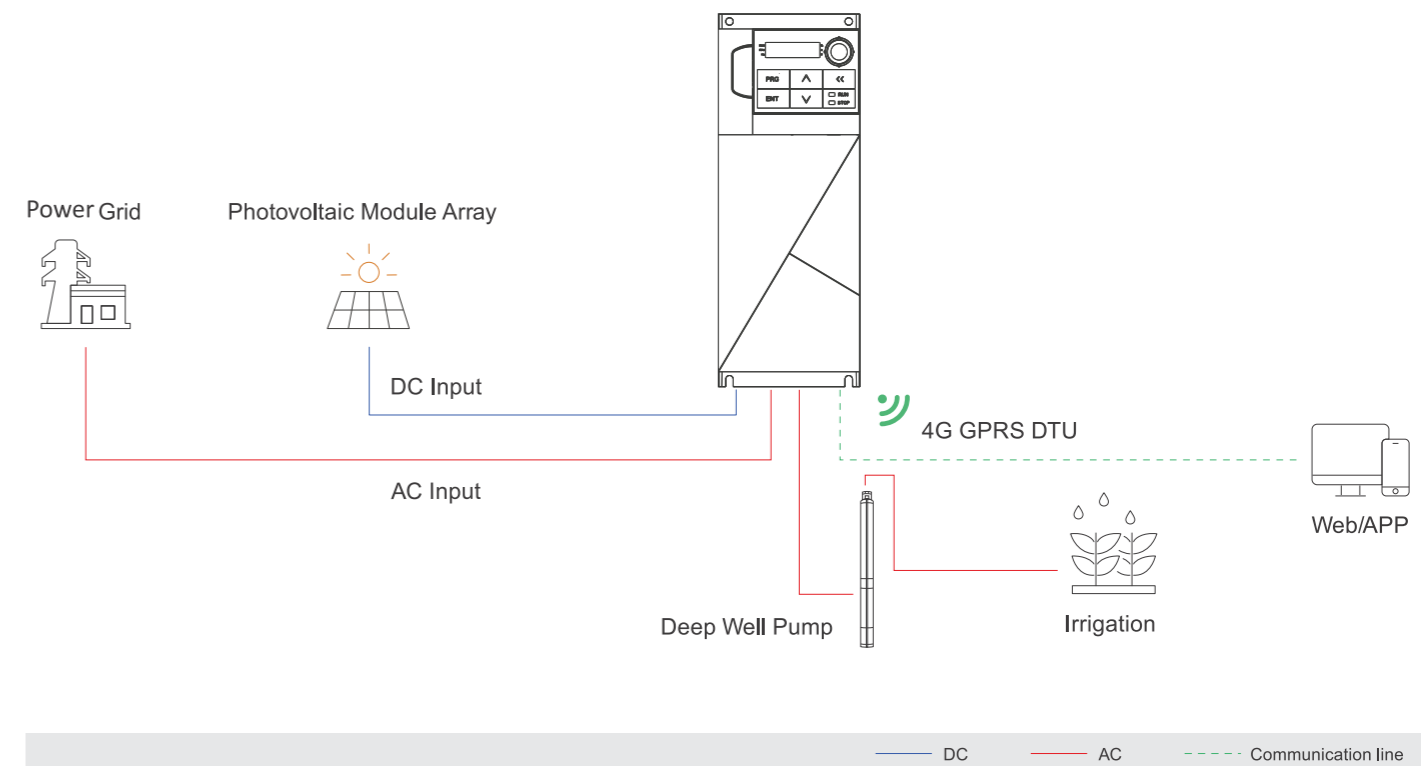 PRG
<<
ENT
RUN
STOP
Power Grid
Photovoltaic Module Array
DC Input
4G GPRS DTU
AC Input
Web/APP
Deep Well Pump
Irrigation
DC
AC
Communication line